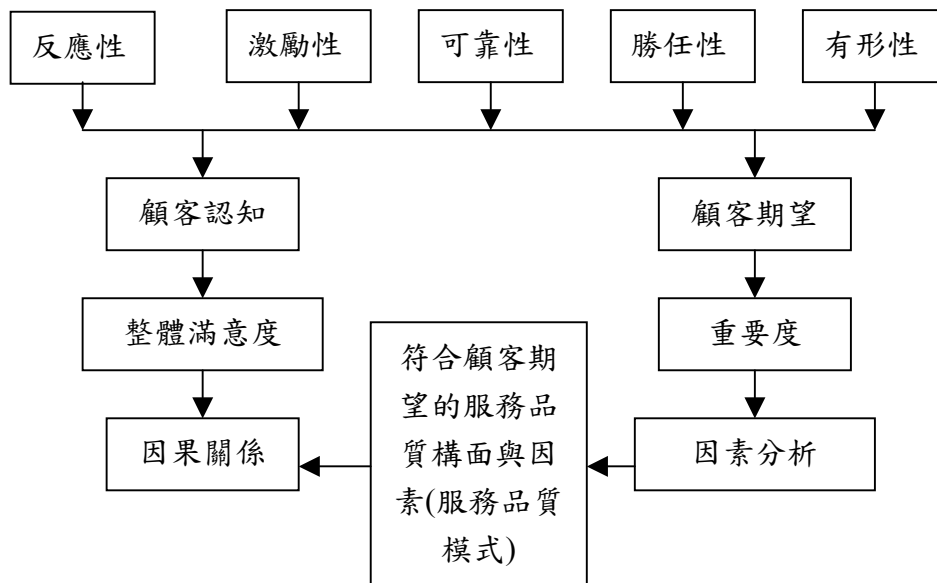 反應性
激勵性
可靠性
勝任性
有形性
顧客認知
顧客期望
整體滿意度
重要度
符合顧客期
望的服務品
質構面與因
素(服務品質
模式)
因果關係
因素分析